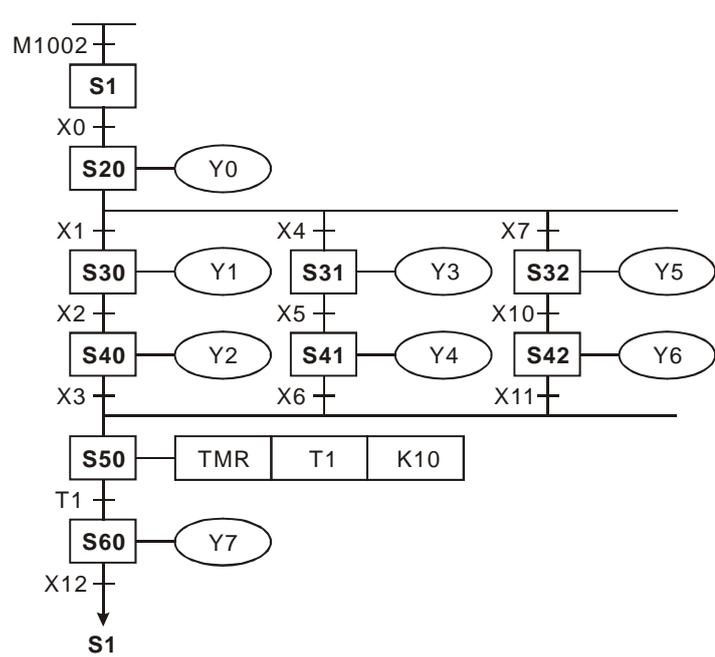 M1002
S1
X0
S20 Y0
X1 X4 X7
S30 Y1 S31 Y3 S32 Y5
X2 X5 X10
S40 Y2 S41 Y4 S42 Y6
X3 X6 X11
S50 TMR T1 K10
T1
S60 Y7
X12
S1